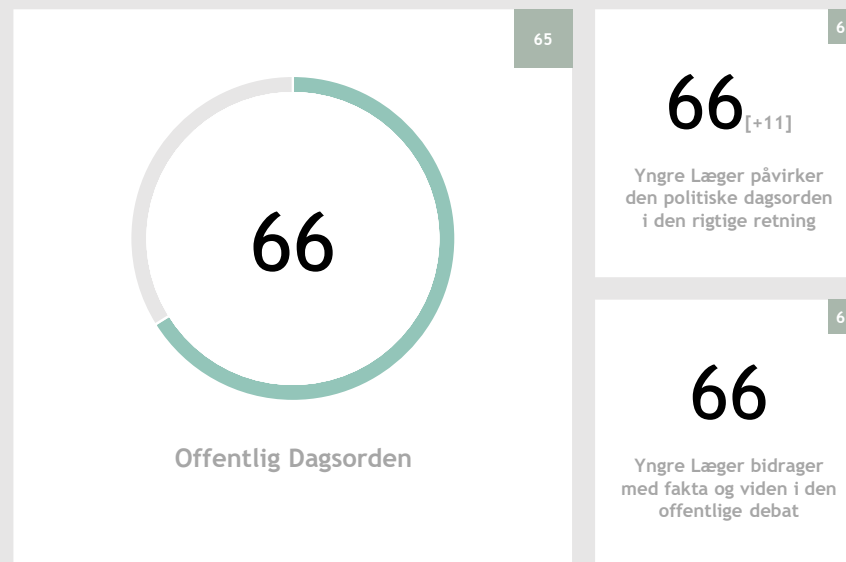 65
66
Offentlig Dagsorden
66 [+11]
Yngre Læger påvirker
den politiske dagsorden
i den rigtige retning
66
Yngre Læger bidrager
med fakta og viden i den
offentlige debat